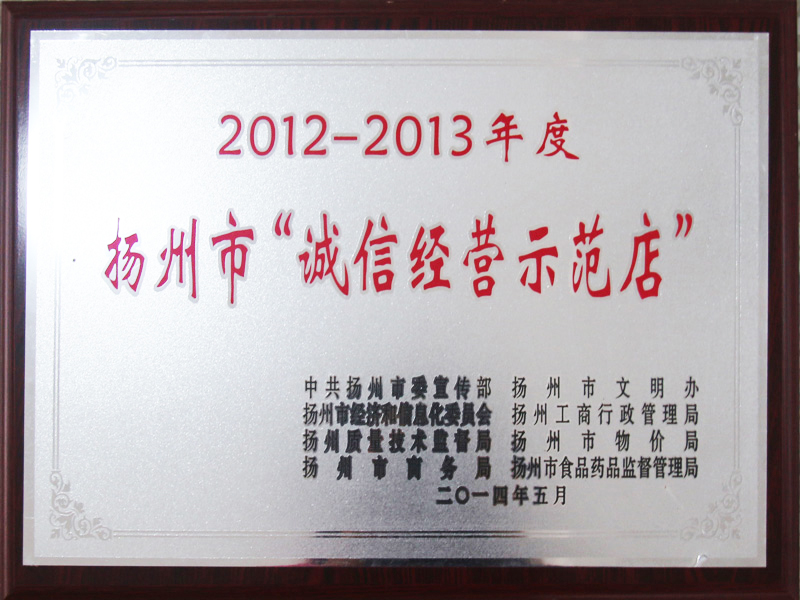 2012-2013年度
扬州市“诚信经营示范店”
中共扬州市委宣传部 扬州市文明办
扬州市经济和信息化委员会 扬州工商行政管理局
扬州质量技术监督局 扬州市物价局
扬州市商务局 扬州市食品药品监督管理局
二〇一四年五月